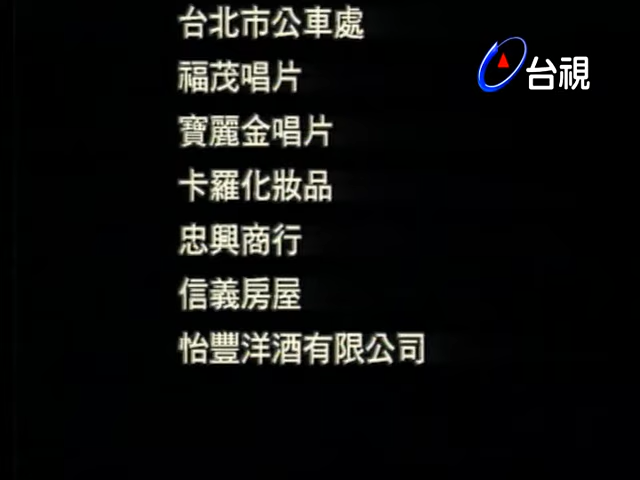 台北市公車處
台視
福茂唱片
寶麗金唱片
卡羅化妝品
忠興商行
信義房屋
怡豐洋酒有限公司